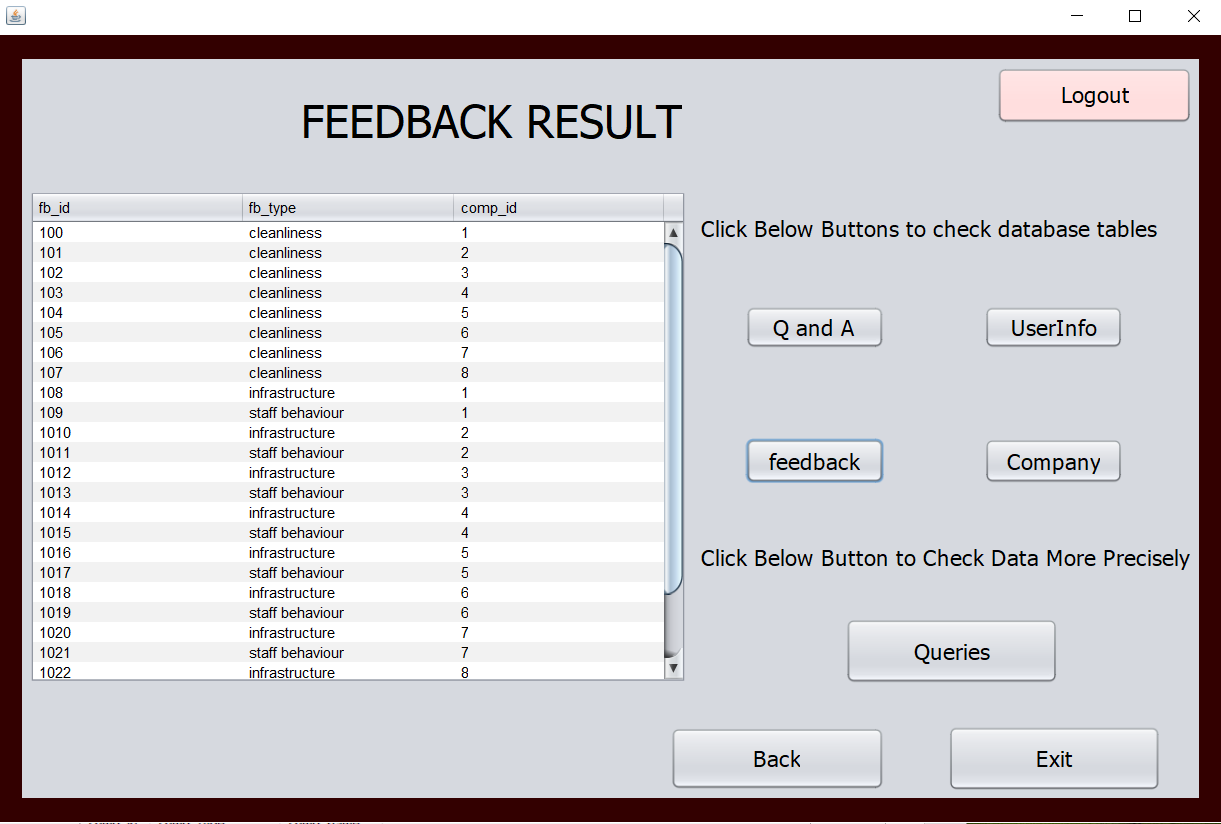 Logout
FEEDBACK RESULT
fb_id fb_type comp_id
100 cleanliness 1
101 cleanliness 2
102 cleanliness 3
103 cleanliness 4
104 cleanliness 5
105 cleanliness 6
106 cleanliness 7
107 cleanliness 8
108 infrastructure 1
109 staff behaviour 1
1010 infrastructure 2
1011 staff behaviour 2
1012 infrastructure 3
1013 staff behaviour 3
1014 infrastructure 4
1015 staff behaviour 4
1016 infrastructure 5
1017 staff behaviour 5
1018 infrastructure 6
1019 staff behaviour 6
1020 infrastructure 7
1021 staff behaviour 7
1022 infrastructure 8
Click Below Buttons to check database tables
Q and A UserInfo
feedback Company
Click Below Button to Check Data More Precisely
Queries
Back Exit